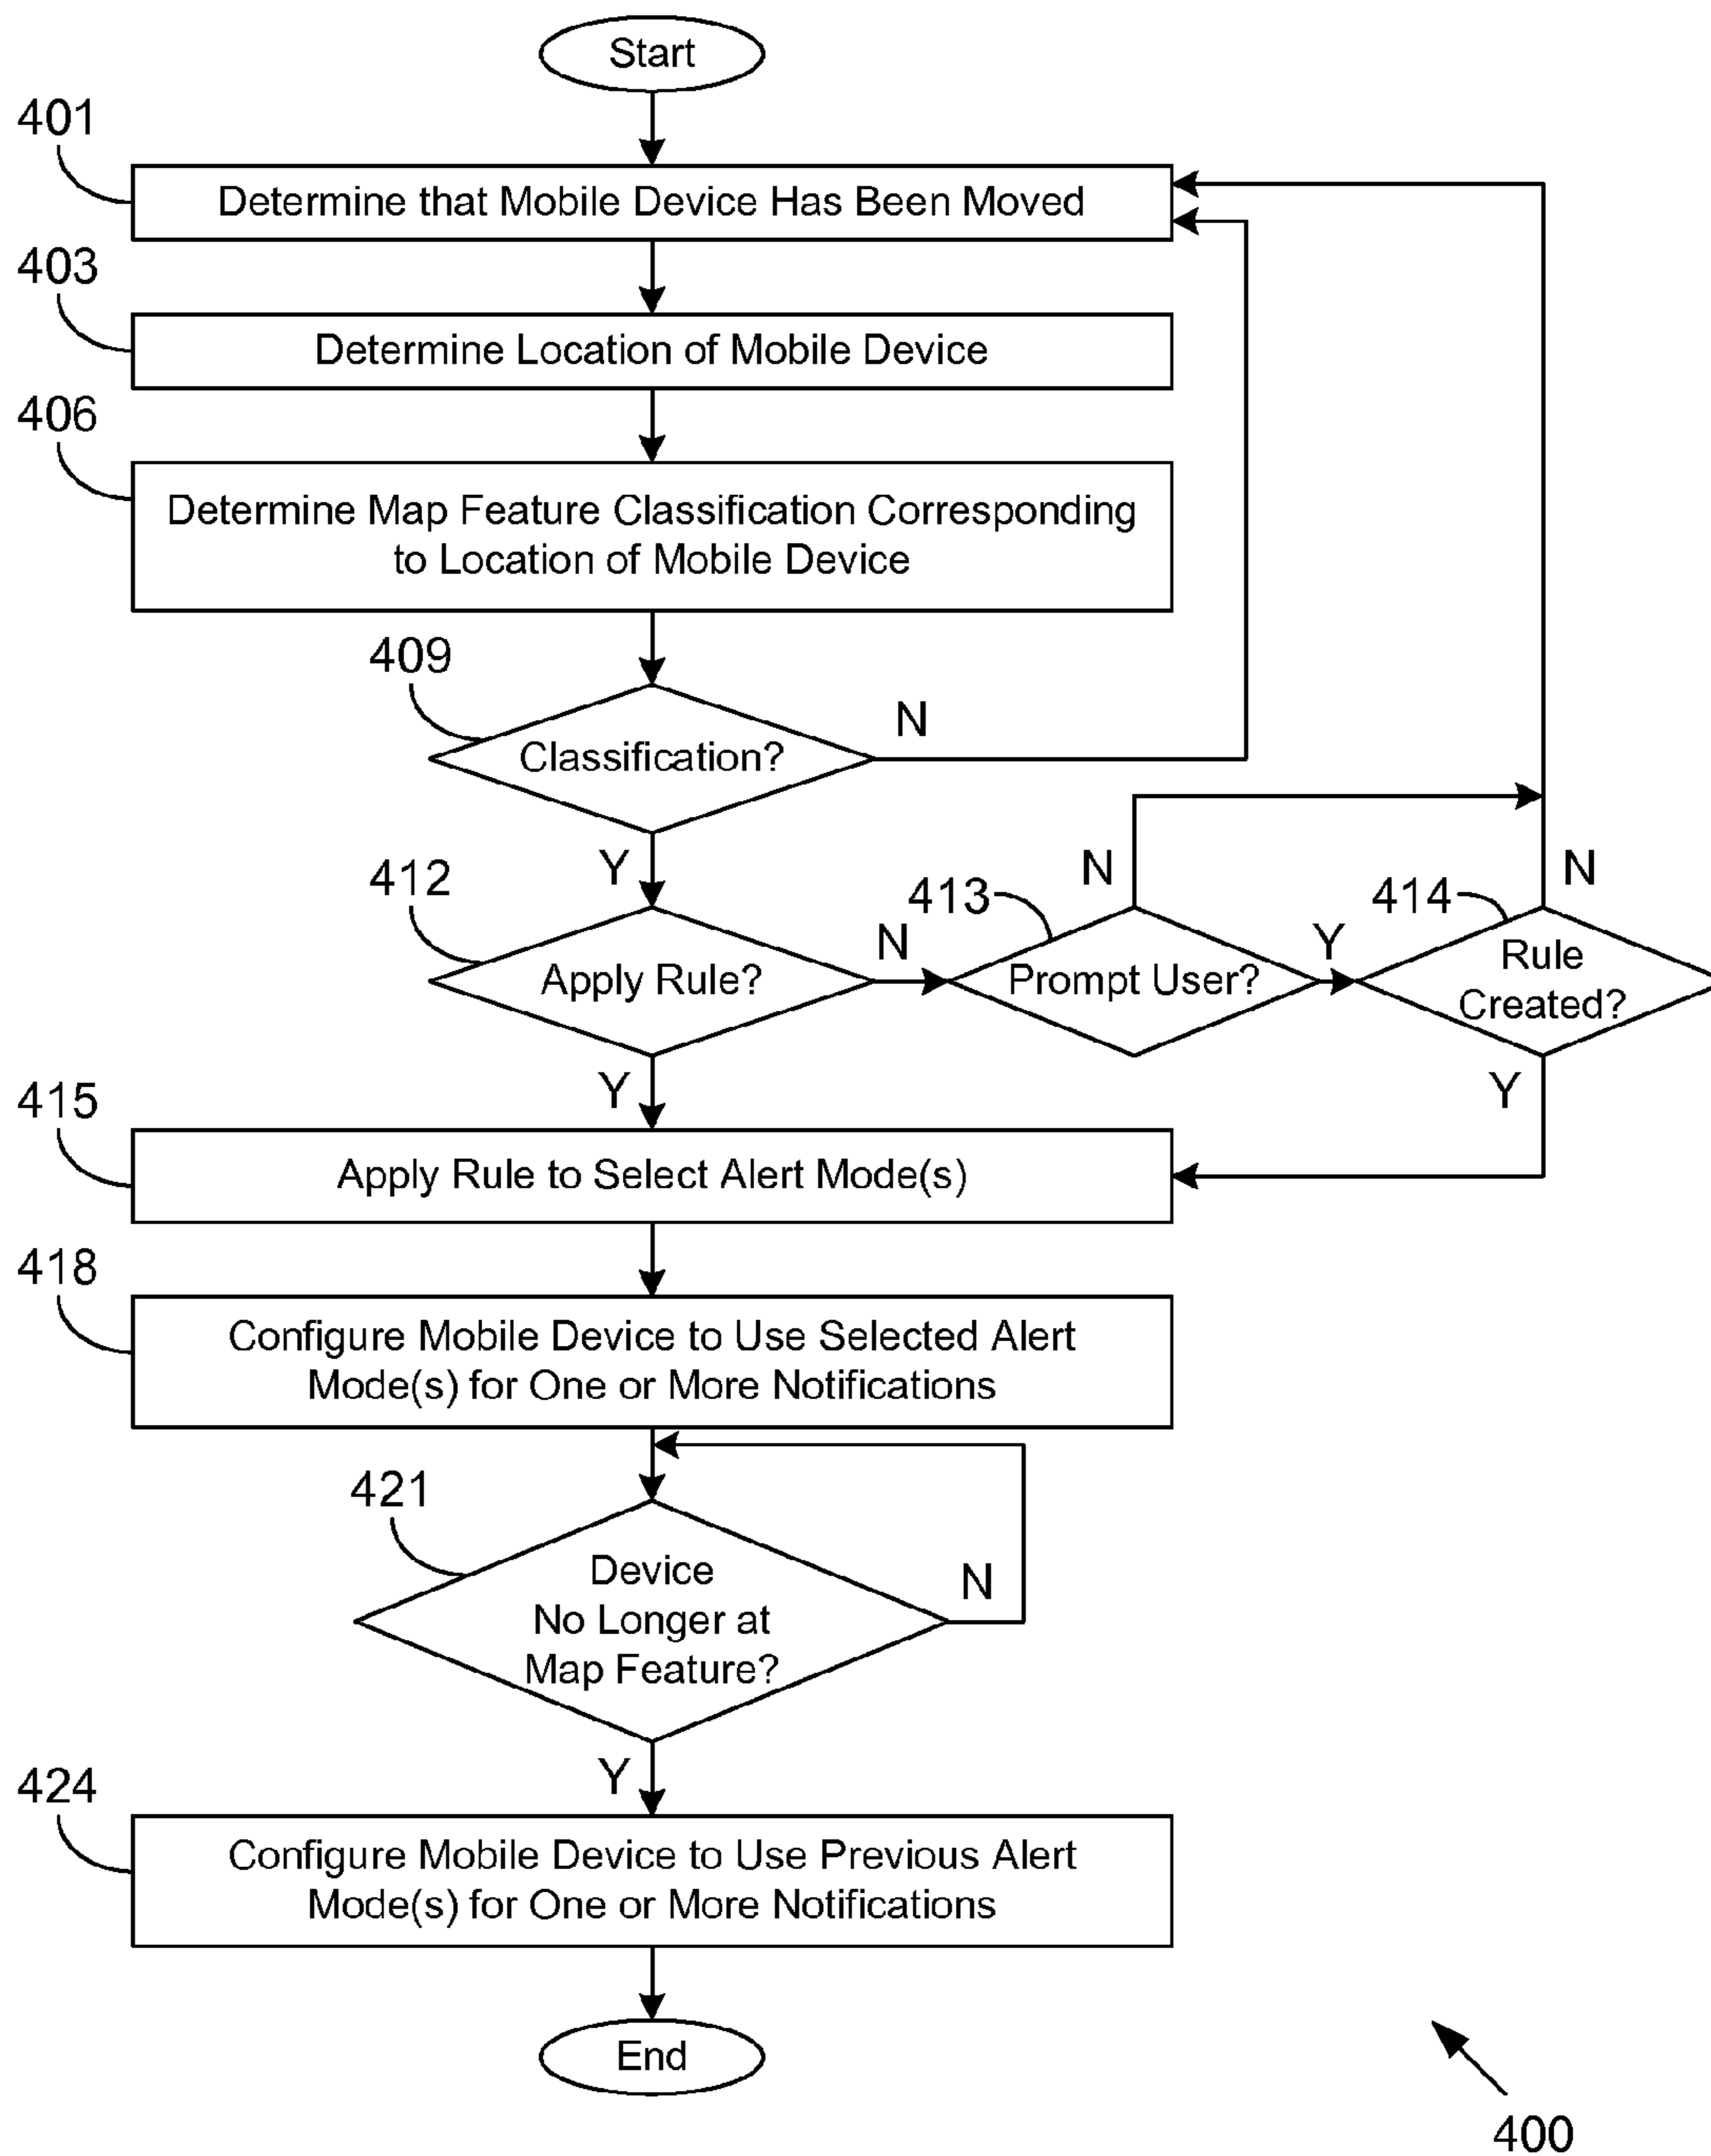 Start
401
Determine that Mobile Device Has Been Moved
403
Determine Location of Mobile Device
406
Determine Map Feature Classification Corresponding
to Location of Mobile Device
409
Classification?
N
Y
412
Apply Rule?
N
413
Prompt User?
N
Y
414
Rule
Created?
N
Y
Y
415
Apply Rule to Select Alert Mode(s)
418
Configure Mobile Device to Use Selected Alert
Mode(s) for One or More Notifications
421
Device
No Longer at
Map Feature?
N
Y
424
Configure Mobile Device to Use Previous Alert
Mode(s) for One or More Notifications
End
400